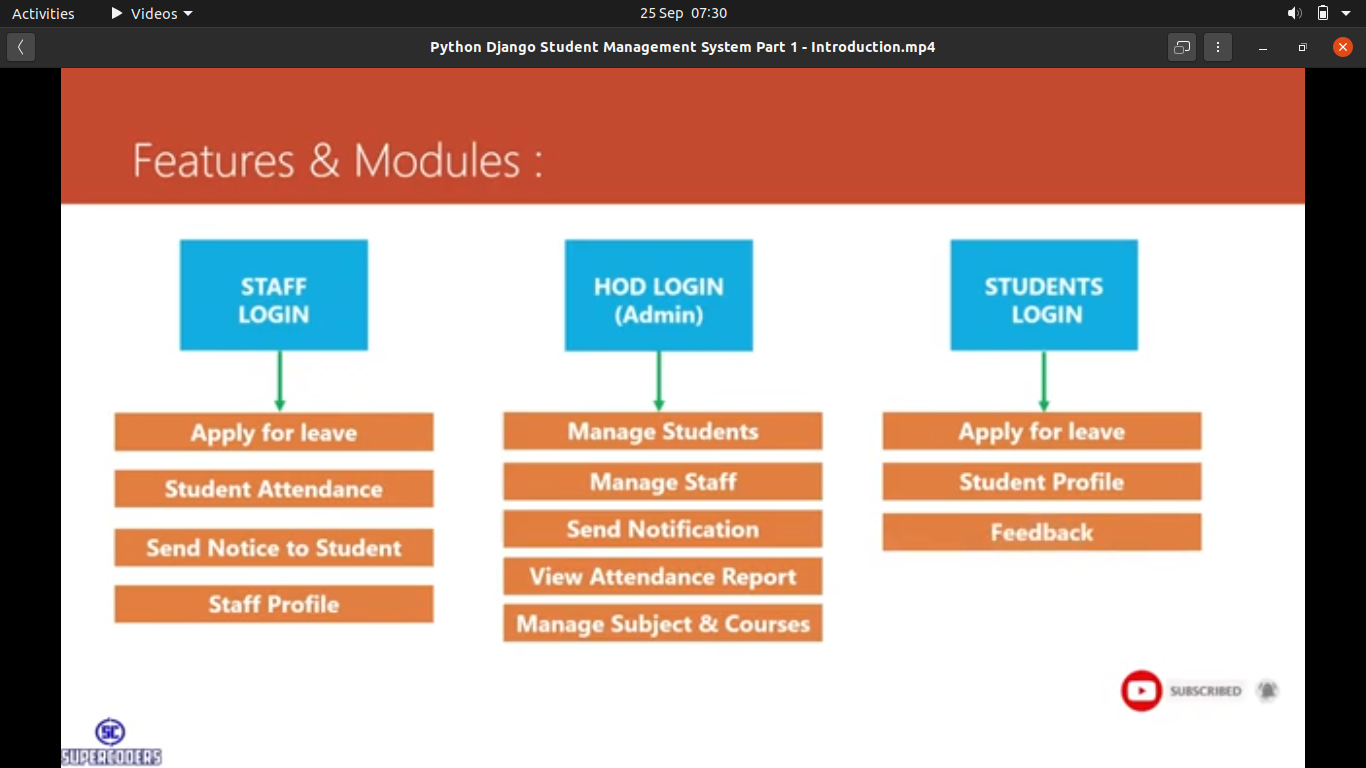 Activities
Videos
25 Sep 07:30
Python Django Student Management System Part 1 - Introduction.mp4
Features & Modules :
STAFF
LOGIN
Apply for leave
Student Attendance
Send Notice to Student
Staff Profile
HOD LOGIN
(Admin)
Manage Students
Manage Staff
Send Notification
View Attendance Report
Manage Subject & Courses
STUDENTS
LOGIN
Apply for leave
Student Profile
Feedback
SUBSCRIBED
SC
SUPERCODERS